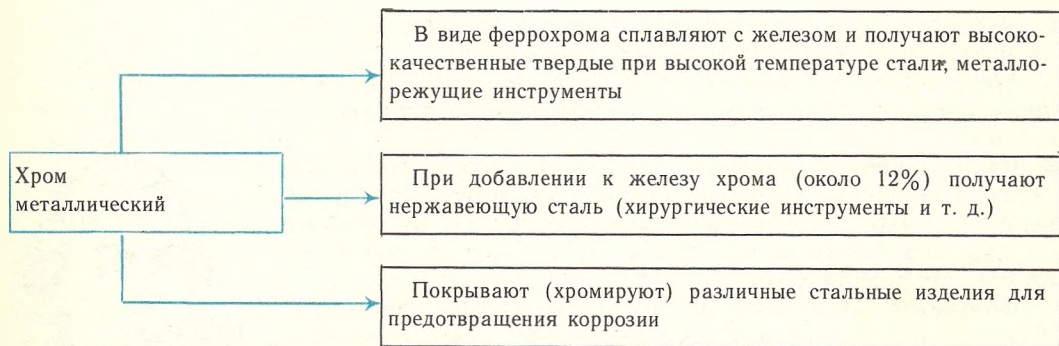 В виде феррохрома сплавляют с железом и получают высоко-
качественные твердые при высокой температуре стали, металло-
режущие инструменты
Хром
металлический
При добавлении к железу хрома (около 12%) получают
нержавеющую сталь (хирургические инструменты и т. д.)
Покрывают (хромируют) различные стальные изделия для
предотвращения коррозии